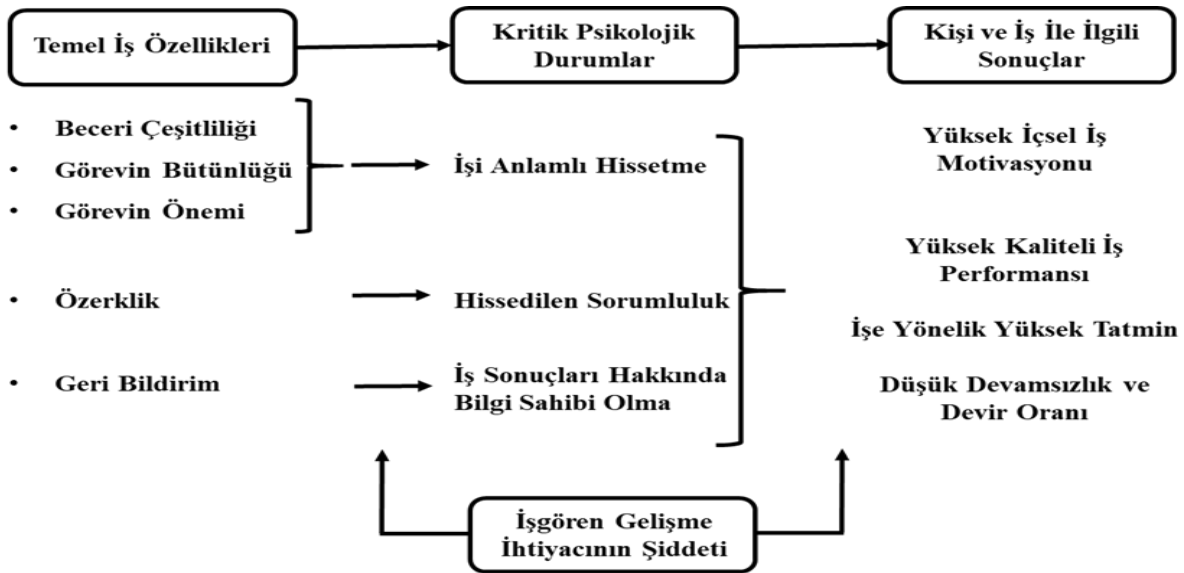 Temel İş Özellikleri
Kritik Psikolojik
Durumlar
Kişi ve İş İle İlgili
Sonuçlar
• Beceri Çeşitliliği
• Görevin Bütünlüğü
• Görevin Önemi
• Özerklik
• Geri Bildirim
İşi Anlamlı Hissetme
Hissedilen Sorumluluk
İş Sonuçları Hakkında
Bilgi Sahibi Olma
Yüksek İçsel İş
Motivasyonu
Yüksek Kaliteli İş
Performansı
İşe Yönelik Yüksek Tatmin
Düşük Devamsızlık ve
Devir Oranı
İşgören Gelişme
İhtiyacının Şiddeti